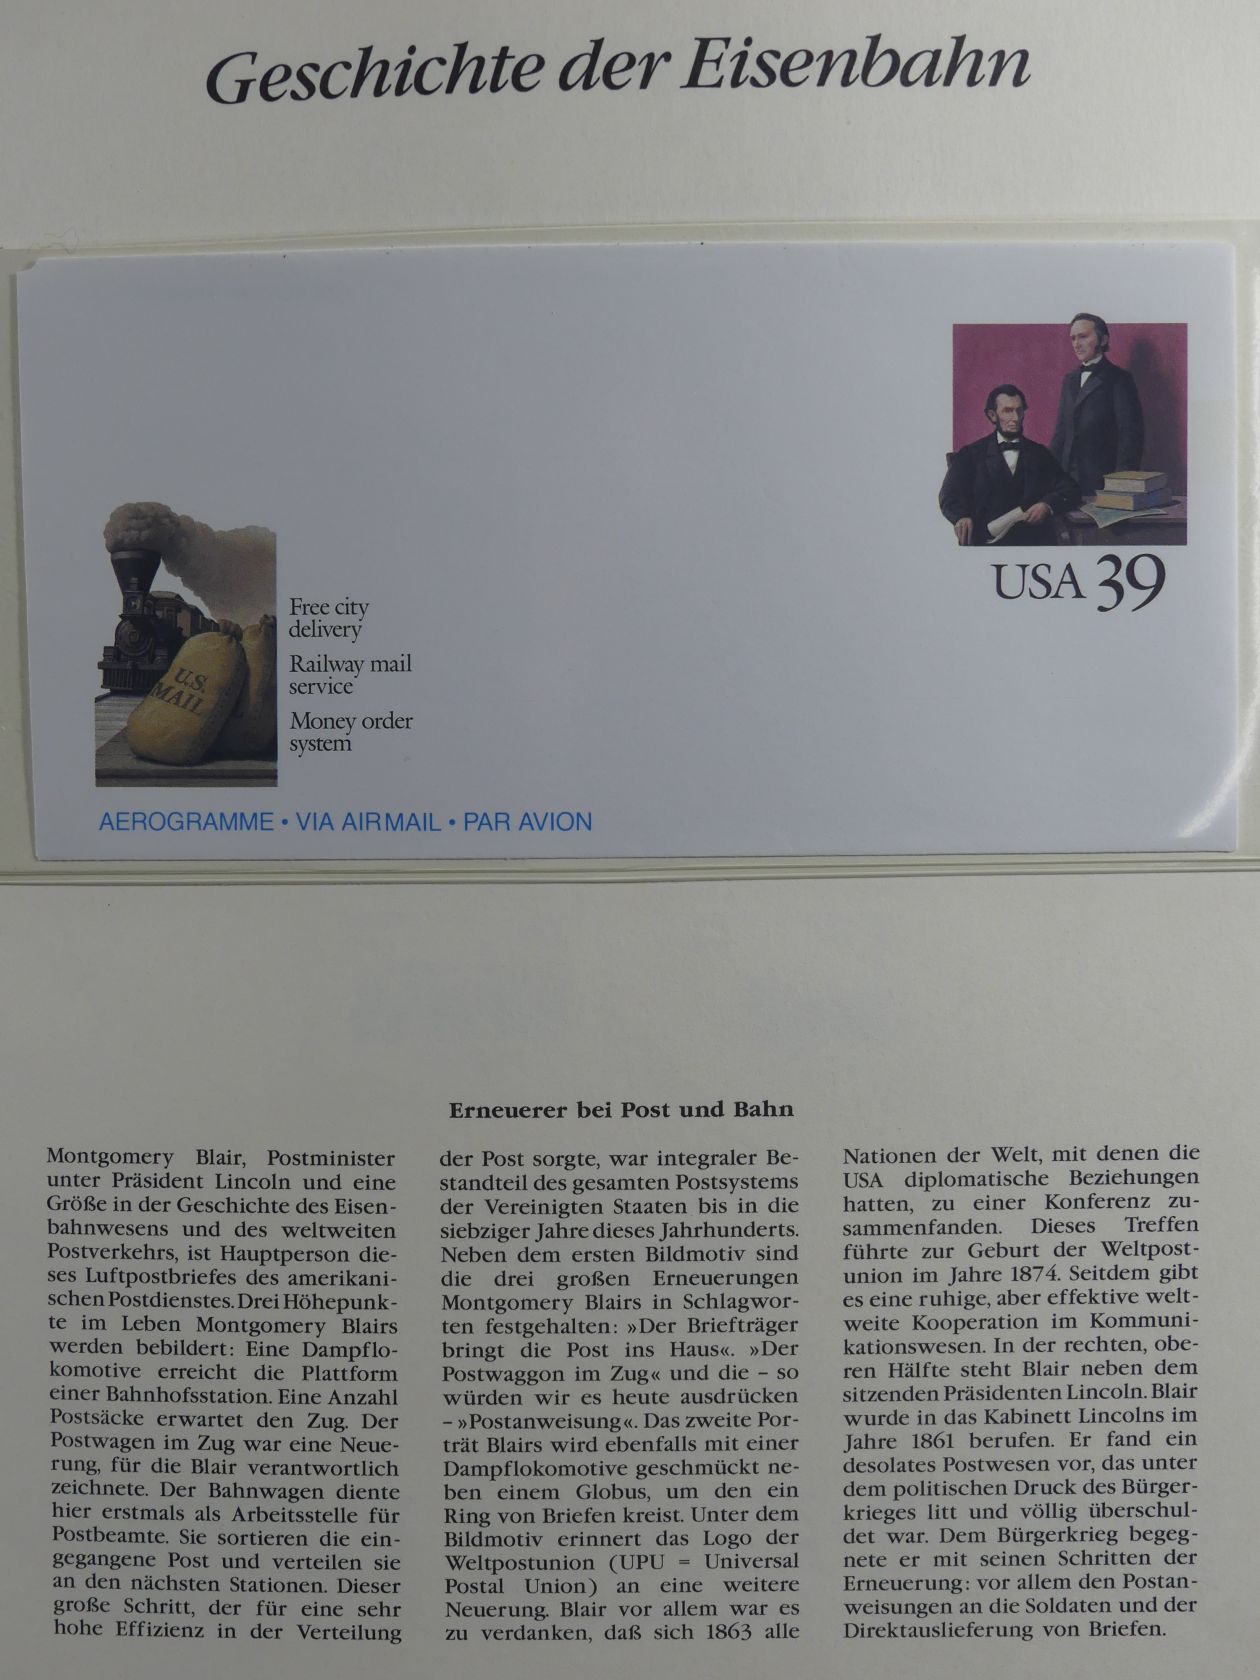 Geschichte der Eisenbahn
USA 39
Free city
delivery
Railway mail
service
Money order
system
U.S.
MAIL
AEROGRAMME • VIA AIRMAIL • PAR AVION
Erneuerer bei Post und Bahn
Montgomery Blair, Postminister
unter Präsident Lincoln und eine
Größe in der Geschichte des Eisen-
bahnwesens und des weltweiten
Postverkehrs, ist Hauptperson die-
ses Luftpostbriefes des amerikani-
schen Postdienstes. Drei Höhepunk-
te im Leben Montgomery Blairs
werden bebildert: Eine Dampflo-
komotive erreicht die Plattform
einer Bahnhofsstation. Eine Anzahl
Postsäcke erwartet den Zug. Der
Postwagen im Zug war eine Neue-
rung, für die Blair verantwortlich
zeichnete. Der Bahnwagen diente
hier erstmals als Arbeitsstelle für
Postbeamte. Sie sortieren die ein-
gegangene Post und verteilen sie
an den nächsten Stationen. Dieser
große Schritt, der für eine sehr
hohe Effizienz in der Verteilung
der Post sorgte, war integraler Be-
standteil des gesamten Postsystems
der Vereinigten Staaten bis in die
siebziger Jahre dieses Jahrhunderts.
Neben dem ersten Bildmotiv sind
die drei großen Erneuerungen
Montgomery Blairs in Schlagwor-
ten festgehalten: »Der Briefträger
bringt die Post ins Haus«. »Der
Postwaggon im Zug« und die – so
würden wir es heute ausdrücken
– »Postanweisung«. Das zweite Por-
trät Blairs wird ebenfalls mit einer
Dampflokomotive geschmückt ne-
ben einem Globus, um den ein
Ring von Briefen kreist. Unter dem
Bildmotiv erinnert das Logo der
Weltpostunion (UPU = Universal
Postal Union) an eine weitere
Neuerung. Blair vor allem war es
zu verdanken, daß sich 1863 alle
Nationen der Welt, mit denen die
USA diplomatische Beziehungen
hatten, zu einer Konferenz zu-
sammenfanden. Dieses Treffen
führte zur Geburt der Weltpost-
union im Jahre 1874. Seitdem gibt
es eine ruhige, aber effektive welt-
weite Kooperation im Kommuni-
kationswesen. In der rechten, obe-
ren Hälfte steht Blair neben dem
sitzenden Präsidenten Lincoln. Blair
wurde in das Kabinett Lincolns im
Jahre 1861 berufen. Er fand ein
desolates Postwesen vor, das unter
dem politischen Druck des Bürger-
krieges litt und völlig überschul-
det war. Dem Bürgerkrieg begeg-
nete er mit seinen Schritten der
Erneuerung: vor allem den Postan-
weisungen an die Soldaten und der
Direktauslieferung von Briefen.